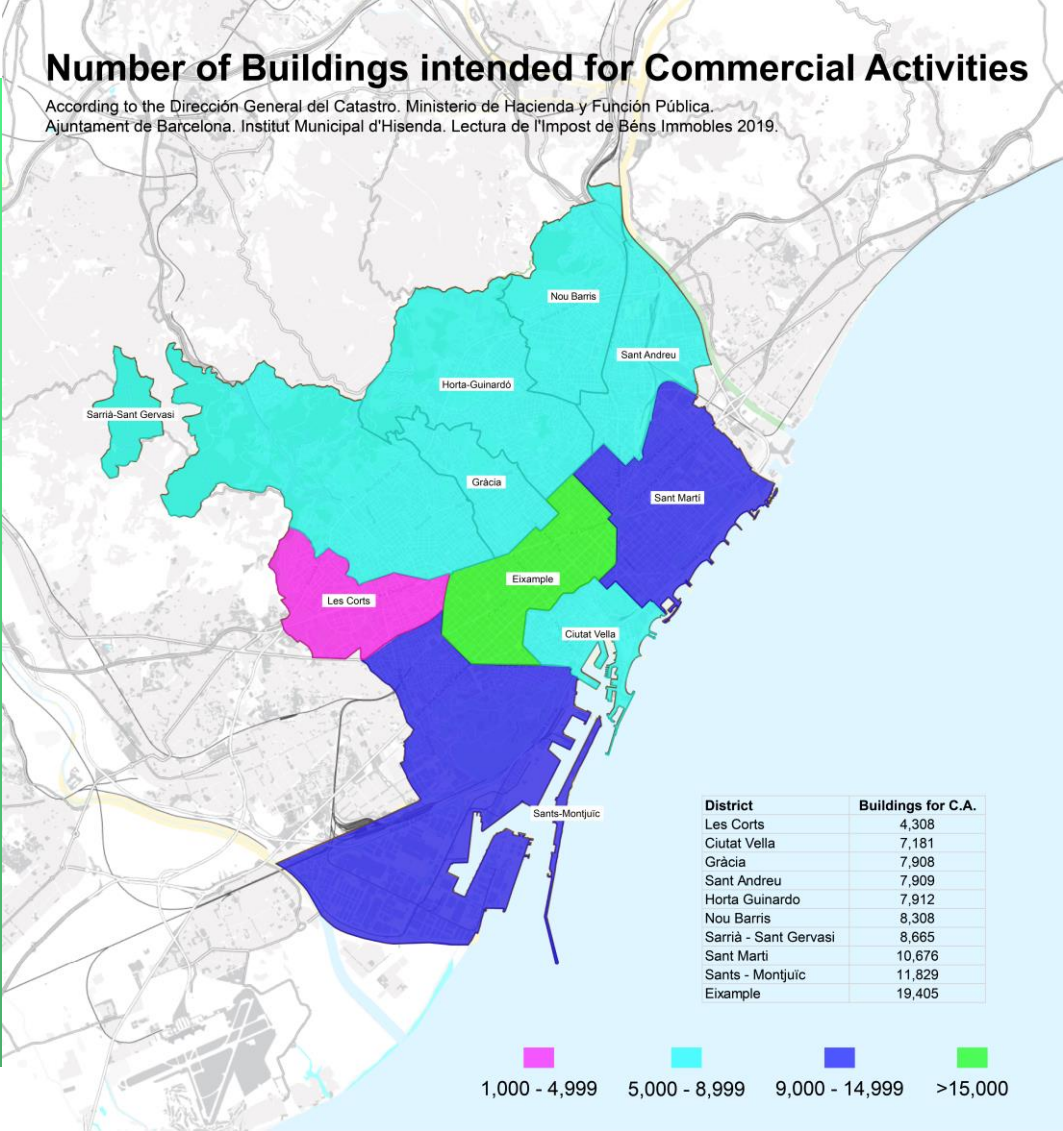 Number of Buildings intended for Commercial Activities
According to the Dirección General del Catastro. Ministerio de Hacienda y Función Pública.
Ajuntament de Barcelona. Institut Municipal d'Hisenda. Lectura de l'Impost de Béns Immobles 2019.
Nou Barris
Sant Andreu
Horta-Guinardó
Sarrià-Sant Gervasi
Gràcia
Sant Martí
Eixample
Les Corts
Ciutat Vella
Sants-Montjuïc
District Buildings for C.A.
Les Corts 4,308
Ciutat Vella 7,181
Gràcia 7,908
Sant Andreu 7,909
Horta Guinardo 7,912
Nou Barris 8,308
Sarrià - Sant Gervasi 8,665
Sant Marti 10,676
Sants - Montjuïc 11,829
Eixample 19,405
1,000 - 4,999 5,000 - 8,999 9,000 - 14,999 >15,000